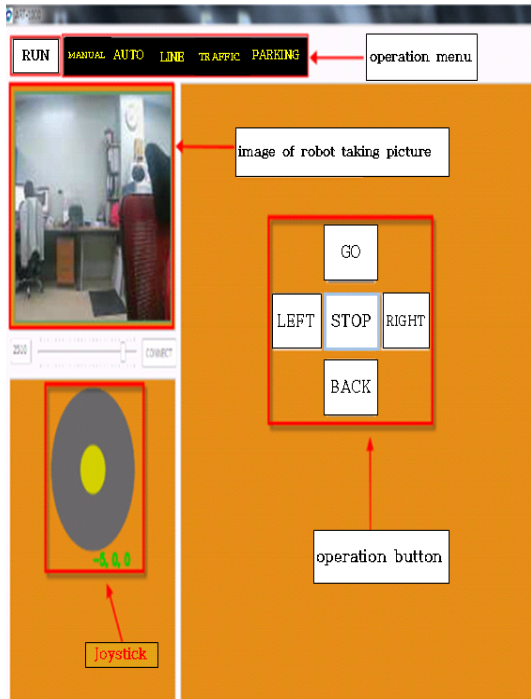 RUN MANUAL AUTO LINE TRAFFIC PARKING
operation menu
image of robot taking picture
GO
LEFT STOP RIGHT
BACK
CONNECT
-5, 0, 0
operation button
Joystick